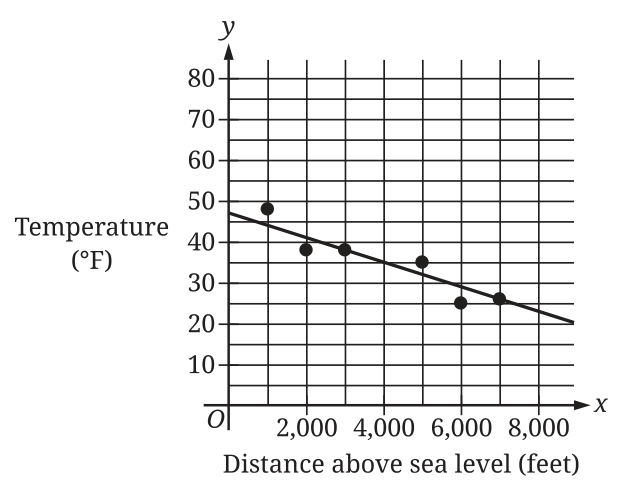 y
80
70
60
50
40
30
20
10
Temperature
(°F)
O
2,000 4,000 6,000 8,000
x
Distance above sea level (feet)